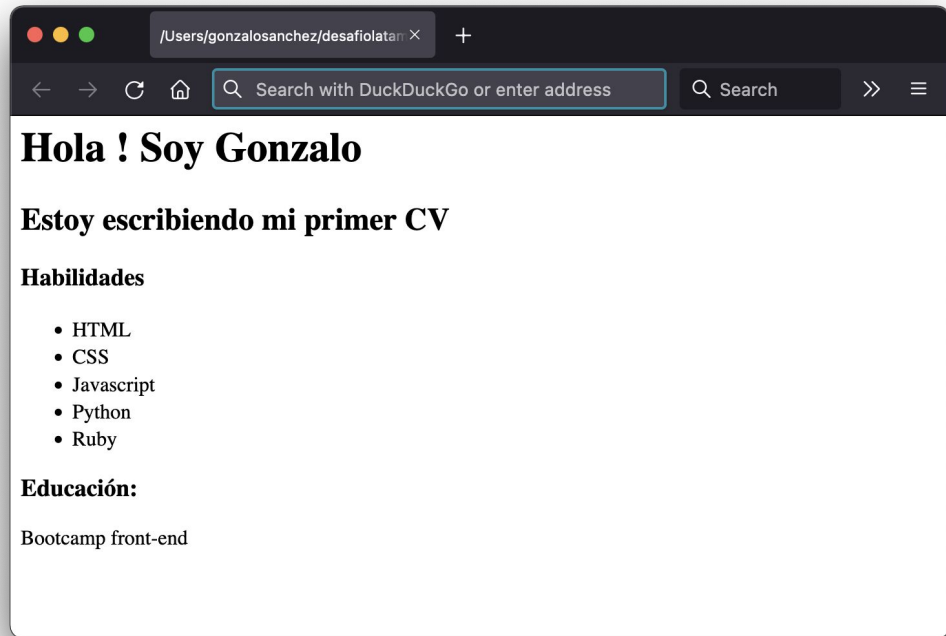 /Users/gonzalosanchez/desafiolatam
Search with DuckDuckGo or enter address
Search
Hola ! Soy Gonzalo
Estoy escribiendo mi primer CV
Habilidades
HTML
CSS
Javascript
Python
Ruby
Educación:
Bootcamp front-end